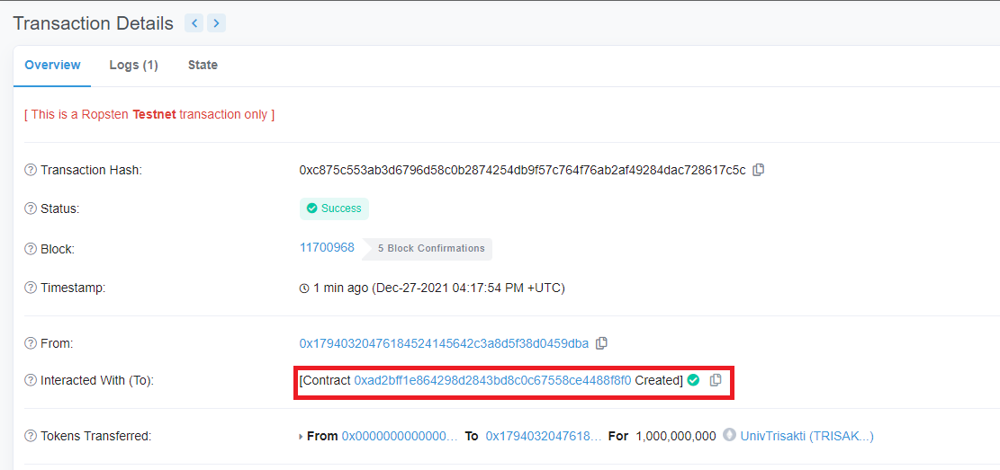 Transaction Details
Overview Logs (1) State
[ This is a Ropsten Testnet transaction only ]
Transaction Hash: 0xc875c553ab3d6796d58c0b2874254db9f57c764f76ab2af49284dac728617c5c
Status: Success
Block: 11700968 5 Block Confirmations
Timestamp: 1 min ago (Dec-27-2021 04:17:54 PM +UTC)
From: 0x17940320476184524145642c3a8d5f38d0459dba
Interacted With (To): [Contract 0xad2bff1e864298d2843bd8c0c67558ce4488f8f0 Created]
Tokens Transferred: From 0x0000000000000... To 0x1794032047618... For 1,000,000,000 UnivTrisakti (TRISAK...)